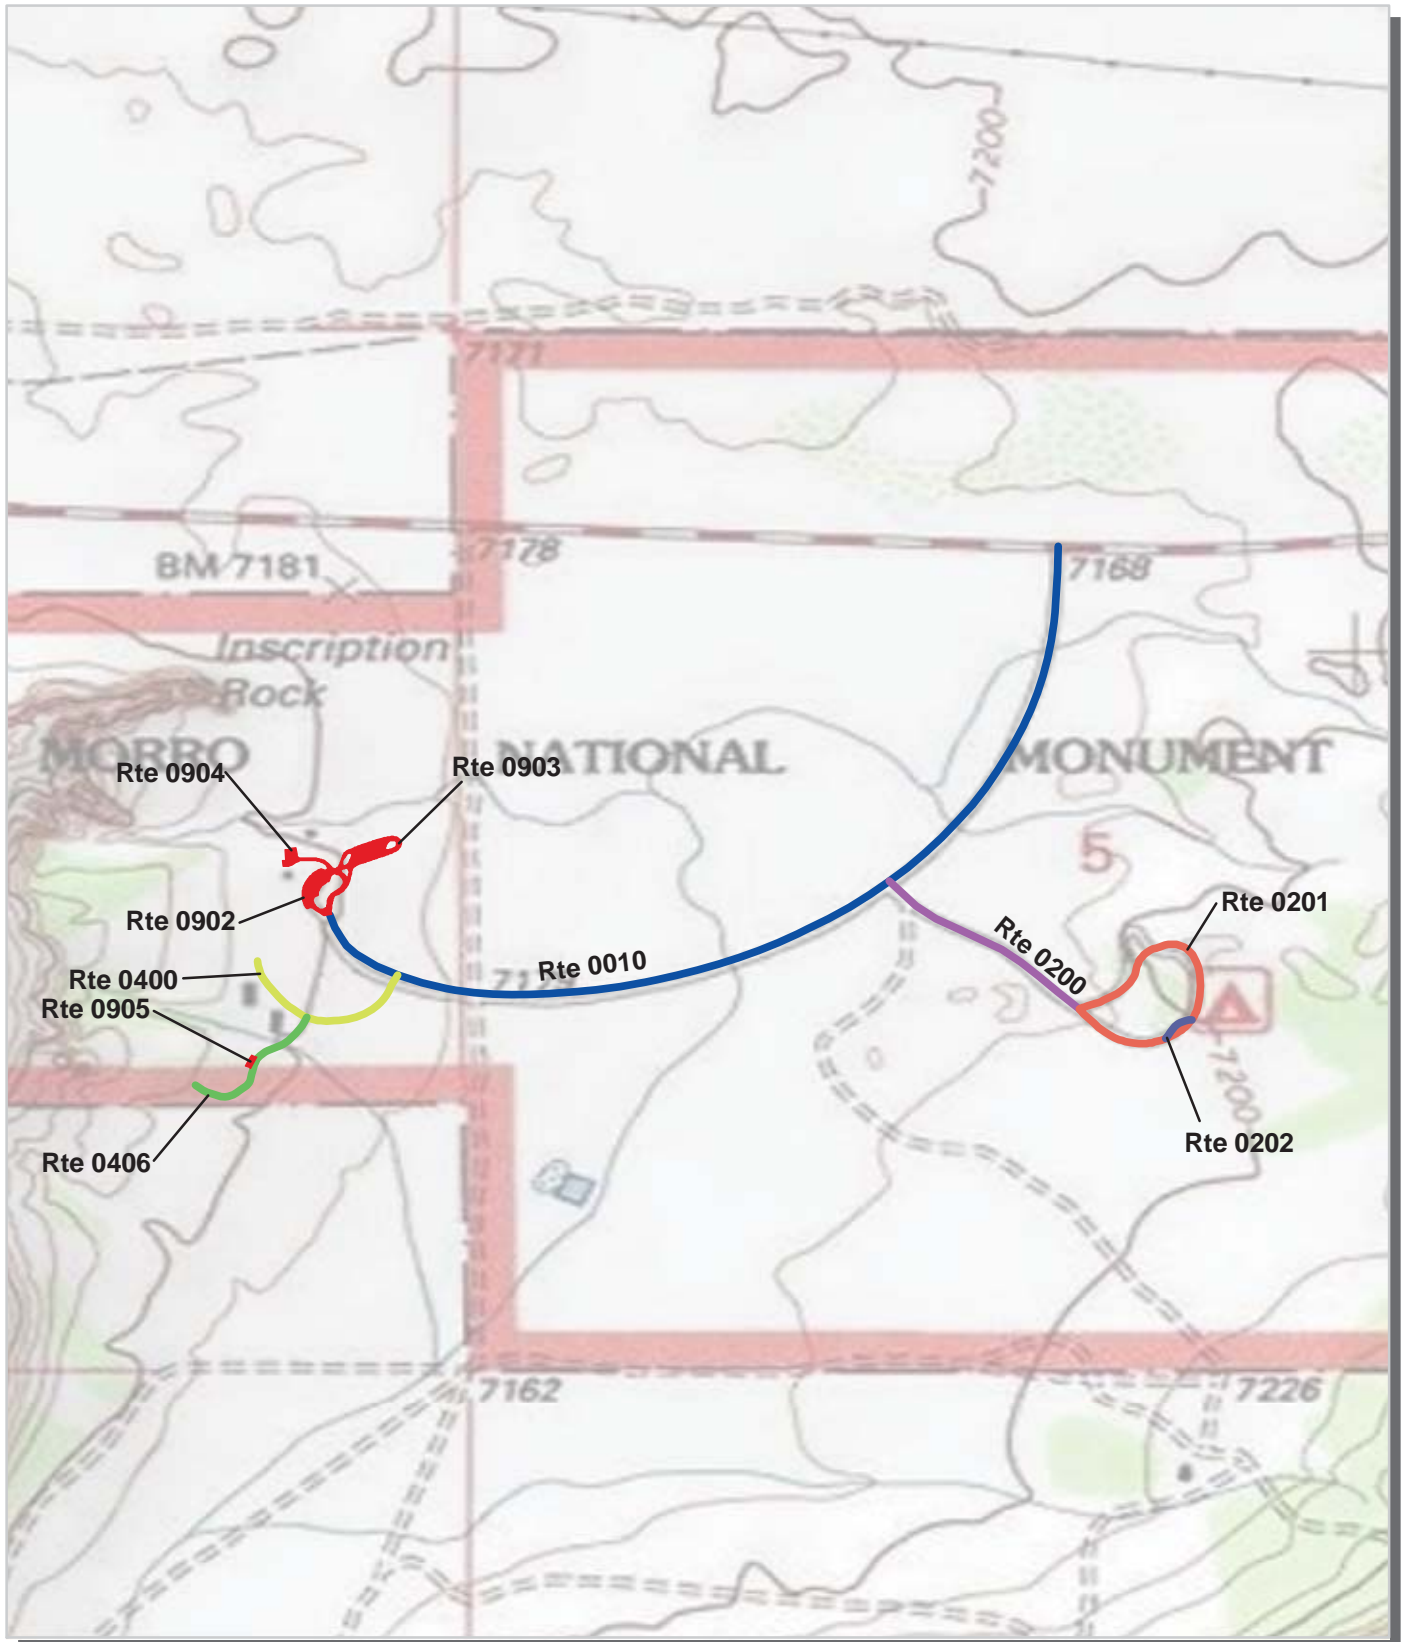 7200
7121
7178
BM 7181
7168
Inscription
Rock
MORRO
NATIONAL
MONUMENT
Rte 0904
Rte 0903
5
Rte 0902
Rte 0201
Rte 0010
Rte 0200
Rte 0400
Rte 0905
7200
Rte 0202
Rte 0406
7162
7226